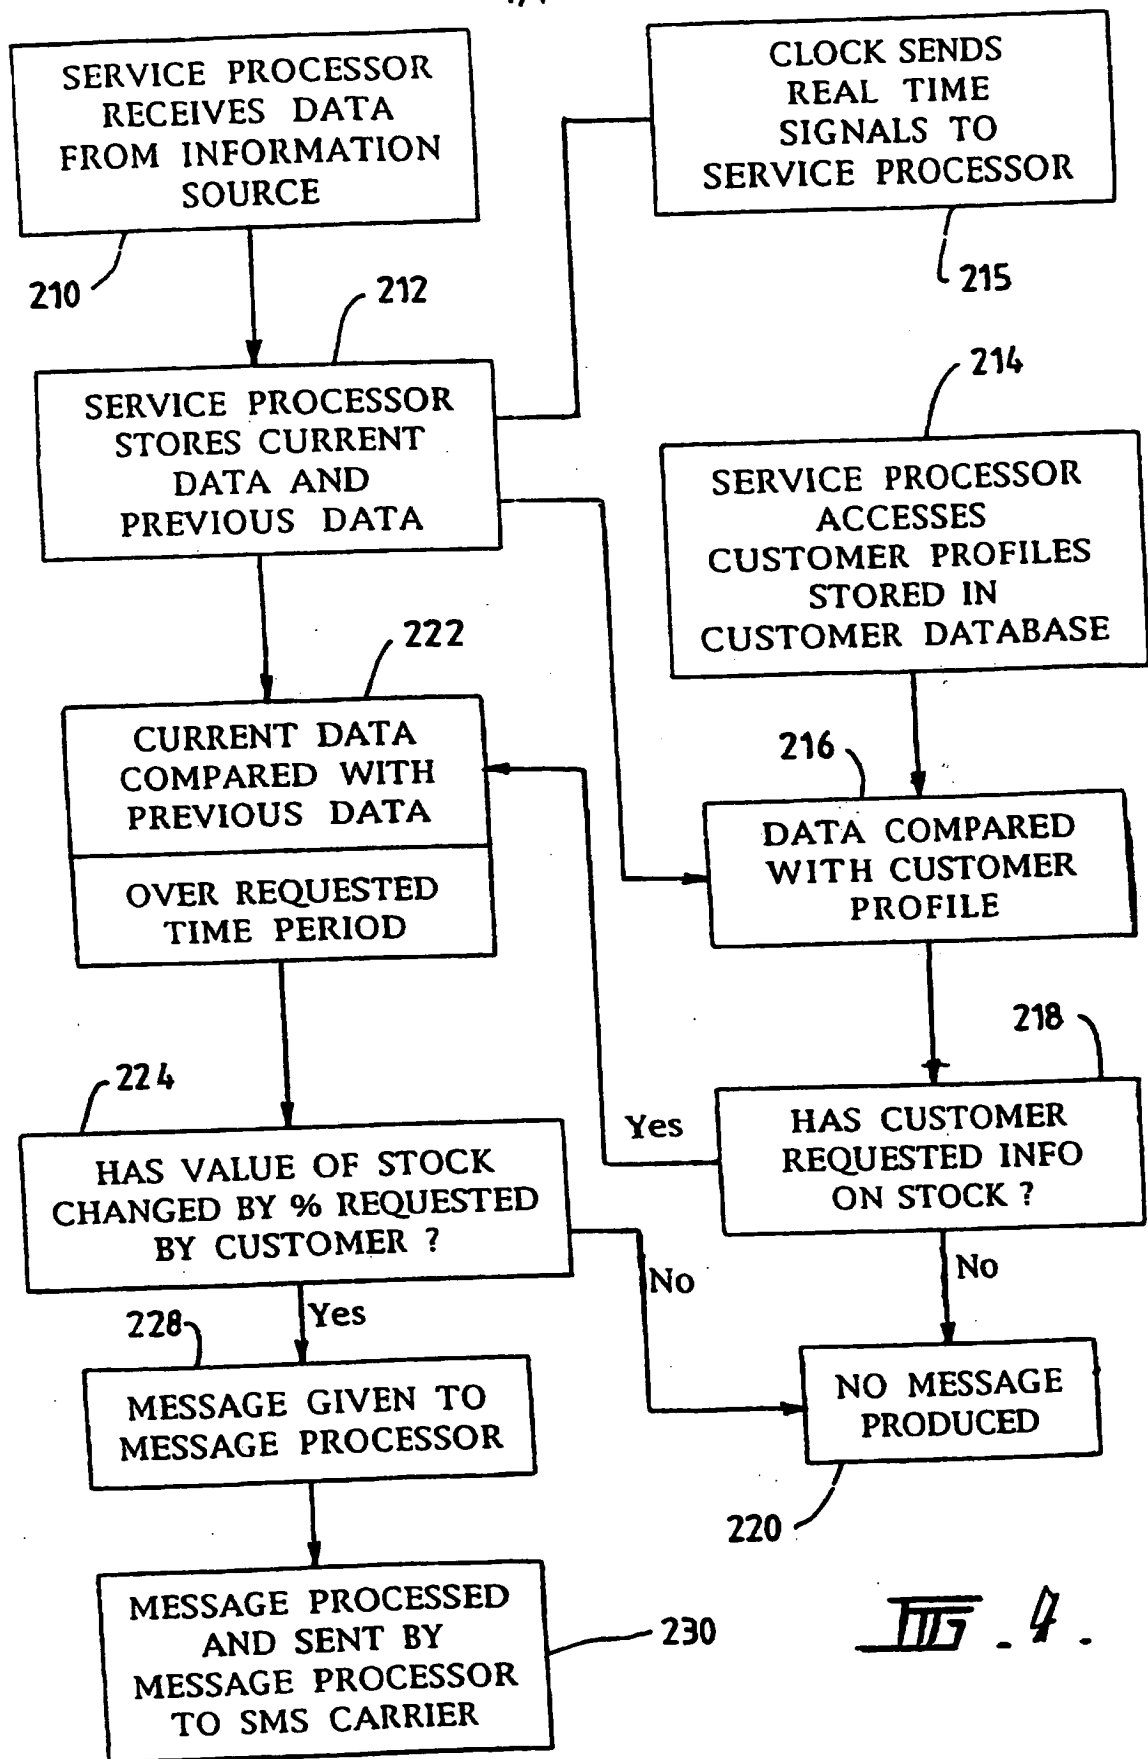 SERVICE PROCESSOR
RECEIVES DATA
FROM INFORMATION
SOURCE
210
CLOCK SENDS
REAL TIME
SIGNALS TO
SERVICE PROCESSOR
215
212
SERVICE PROCESSOR
STORES CURRENT
DATA AND
PREVIOUS DATA
214
SERVICE PROCESSOR
ACCESSES
CUSTOMER PROFILES
STORED IN
CUSTOMER DATABASE
222
CURRENT DATA
COMPARED WITH
PREVIOUS DATA
OVER REQUESTED
TIME PERIOD
216
DATA COMPARED
WITH CUSTOMER
PROFILE
218
HAS CUSTOMER
REQUESTED INFO
ON STOCK ?
Yes
No
224
HAS VALUE OF STOCK
CHANGED BY % REQUESTED
BY CUSTOMER ?
No
Yes
228
MESSAGE GIVEN TO
MESSAGE PROCESSOR
NO MESSAGE
PRODUCED
220
MESSAGE PROCESSED
AND SENT BY
MESSAGE PROCESSOR
TO SMS CARRIER
230
FIG. 4.